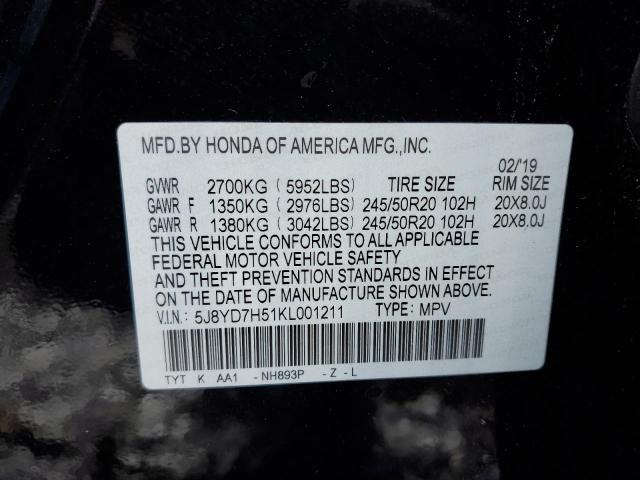 MFD.BY HONDA OF AMERICA MFG.,INC.
02/'19
GVWR 2700KG ( 5952LBS) TIRE SIZE RIM SIZE
GAWR F 1350KG ( 2976LBS) 245/50R20 102H 20X8.0J
GAWR R 1380KG ( 3042LBS) 245/50R20 102H 20X8.0J
THIS VEHICLE CONFORMS TO ALL APPLICABLE
FEDERAL MOTOR VEHICLE SAFETY
AND THEFT PREVENTION STANDARDS IN EFFECT
ON THE DATE OF MANUFACTURE SHOWN ABOVE.
V.I.N.: 5J8YD7H51KL001211 TYPE: MPV
TYT K AA1 - NH893P - Z - L